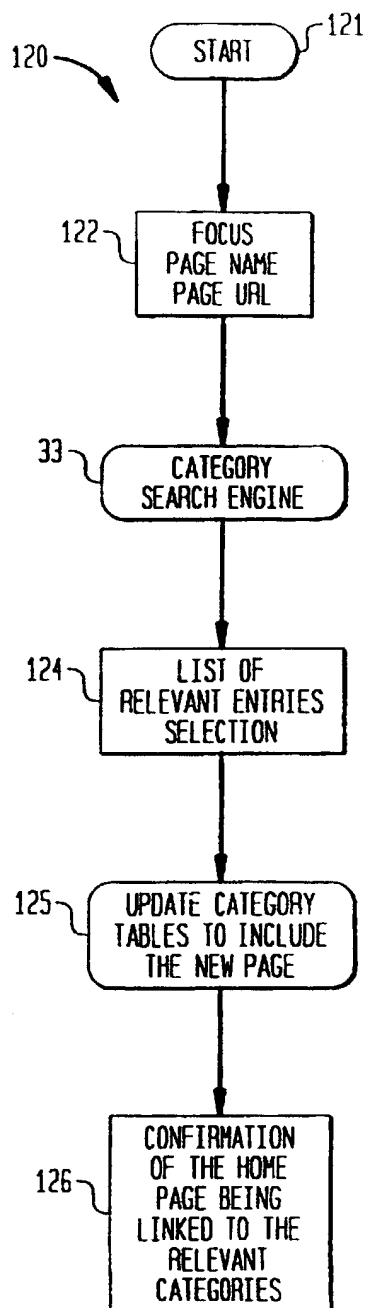 START
121
120
122
FOCUS
PAGE NAME
PAGE URL
33
CATEGORY
SEARCH ENGINE
124
LIST OF
RELEVANT ENTRIES
SELECTION
125
UPDATE CATEGORY
TABLES TO INCLUDE
THE NEW PAGE
126
CONFIRMATION
OF THE HOME
PAGE BEING
LINKED TO THE
RELEVANT
CATEGORIES